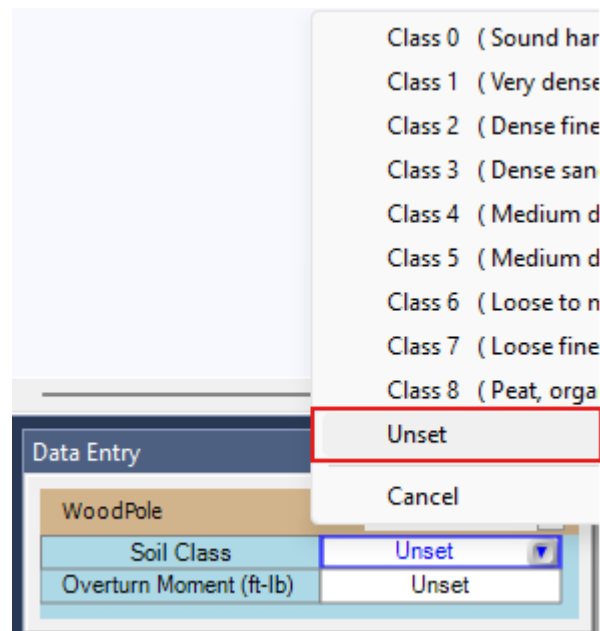 Class 0 ( Sound har
Class 1 ( Very dense
Class 2 ( Dense fine
Class 3 ( Dense san
Class 4 ( Medium d
Class 5 ( Medium d
Class 6 ( Loose to
Class 7 ( Loose fine
Class 8 ( Peat, orga
Unset
Cancel
Data Entry
WoodPole
Soil Class Unset
Overturn Moment (ft-lb) Unset